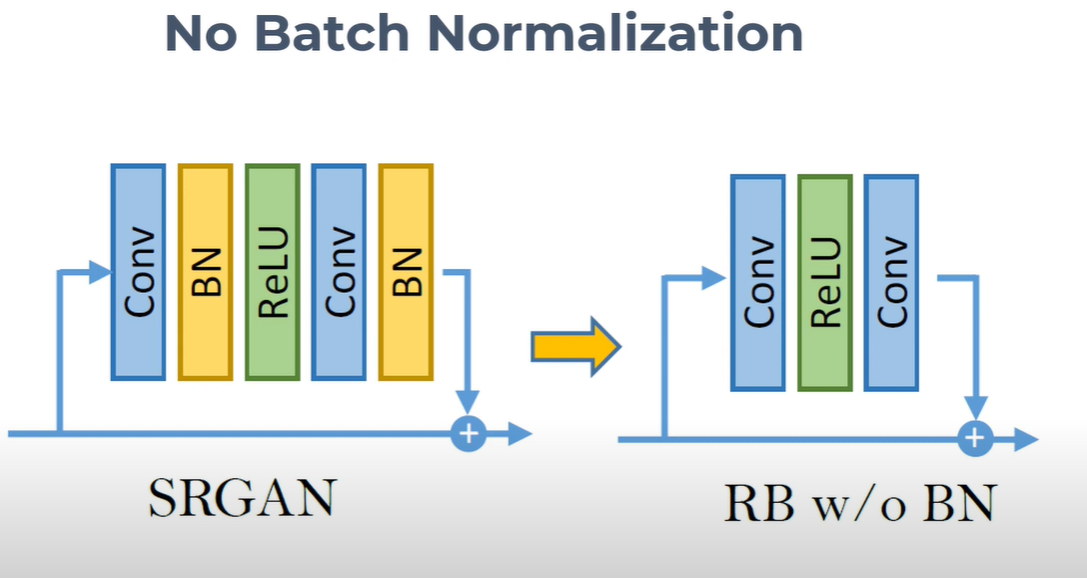 No Batch Normalization
Conv
BN
ReLU
Conv
BN
Conv
ReLU
Conv
SRGAN
RB w/o BN